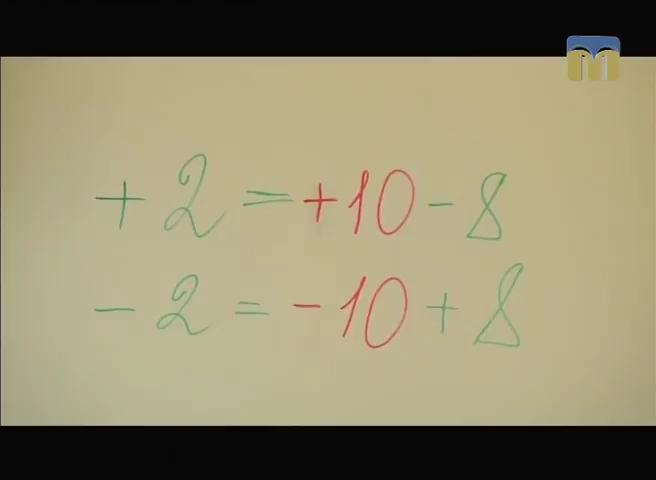 + 2 = +10 - 8
- 2 = -10 + 8